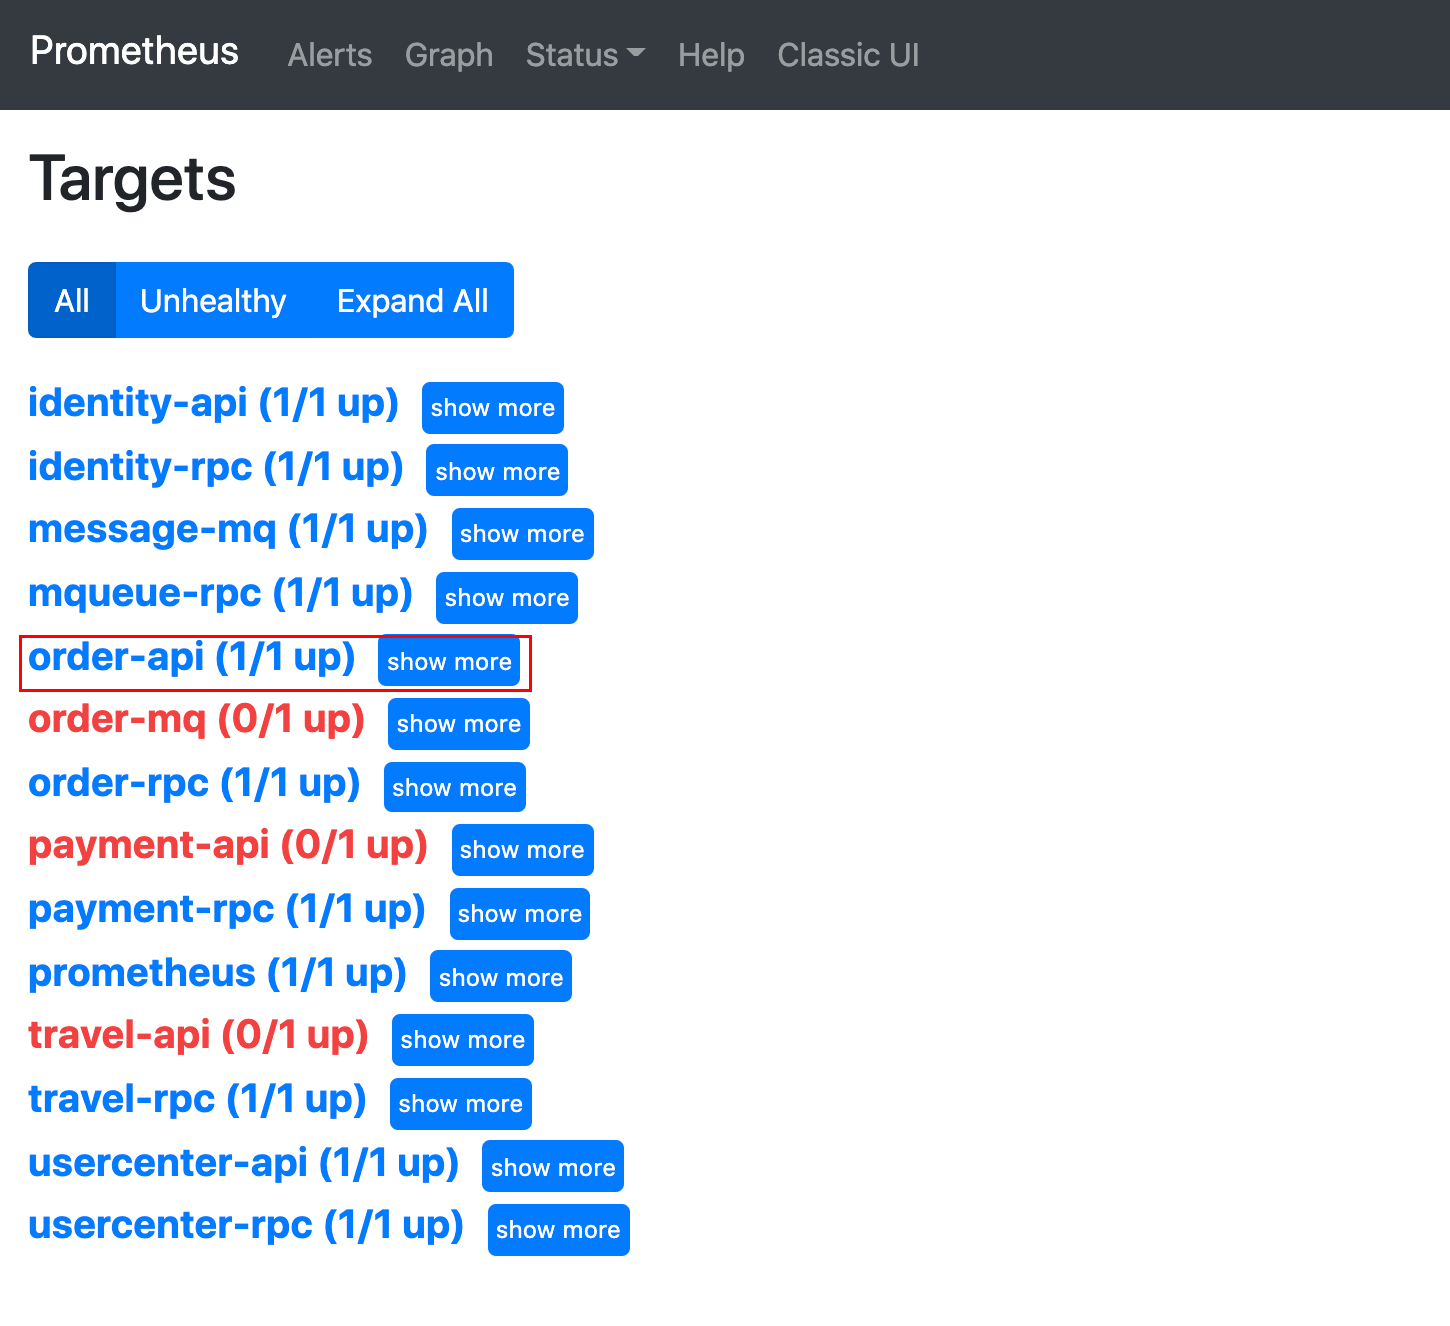 Prometheus Alerts Graph Status Help Classic UI
Targets
All Unhealthy Expand All
identity-api (1/1 up) show more
identity-rpc (1/1 up) show more
message-mq (1/1 up) show more
mqueue-rpc (1/1 up) show more
order-api (1/1 up) show more
order-mq (0/1 up) show more
order-rpc (1/1 up) show more
payment-api (0/1 up) show more
payment-rpc (1/1 up) show more
prometheus (1/1 up) show more
travel-api (0/1 up) show more
travel-rpc (1/1 up) show more
usercenter-api (1/1 up) show more
usercenter-rpc (1/1 up) show more